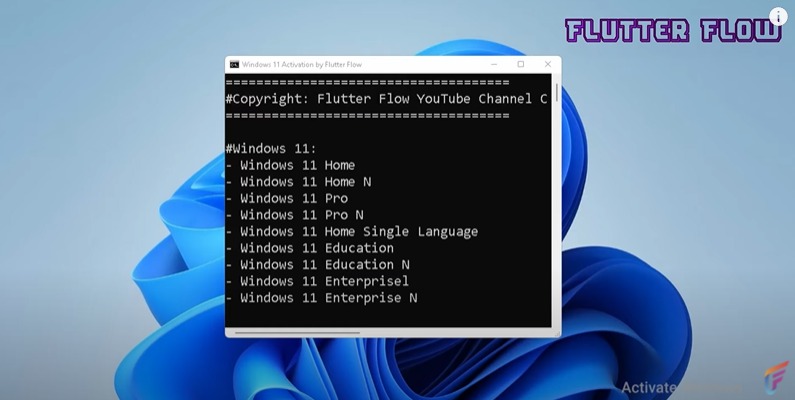 FLUTTER FLOW
Windows 11 Activation by Flutter Flow
=====================================
#Copyright: Flutter Flow YouTube Channel C
=====================================
#Windows 11:
- Windows 11 Home
- Windows 11 Home N
- Windows 11 Pro
- Windows 11 Pro N
- Windows 11 Home Single Language
- Windows 11 Education
- Windows 11 Education N
- Windows 11 Enterprisel
- Windows 11 Enterprise N
Activate